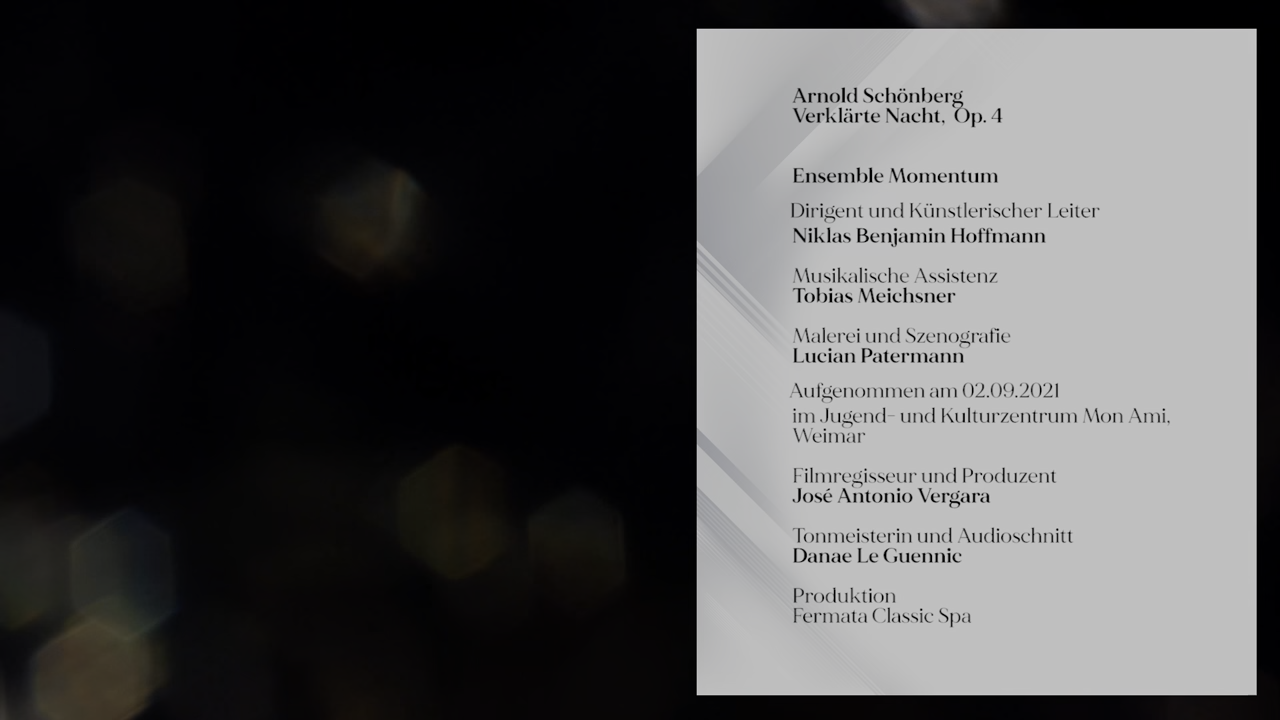 Arnold Schönberg
Verklärte Nacht, Op. 4
Ensemble Momentum
Dirigent und Künstlerischer Leiter
Niklas Benjamin Hoffmann
Musikalische Assistenz
Tobias Meichsner
Malerei und Szenografie
Lucian Patermann
Aufgenommen am 02.09.2021
im Jugend- und Kulturzentrum Mon Ami,
Weimar
Filmregisseur und Produzent
José Antonio Vergara
Tonmeisterin und Audioschnitt
Danae Le Guennic
Produktion
Fermata Classic Spa